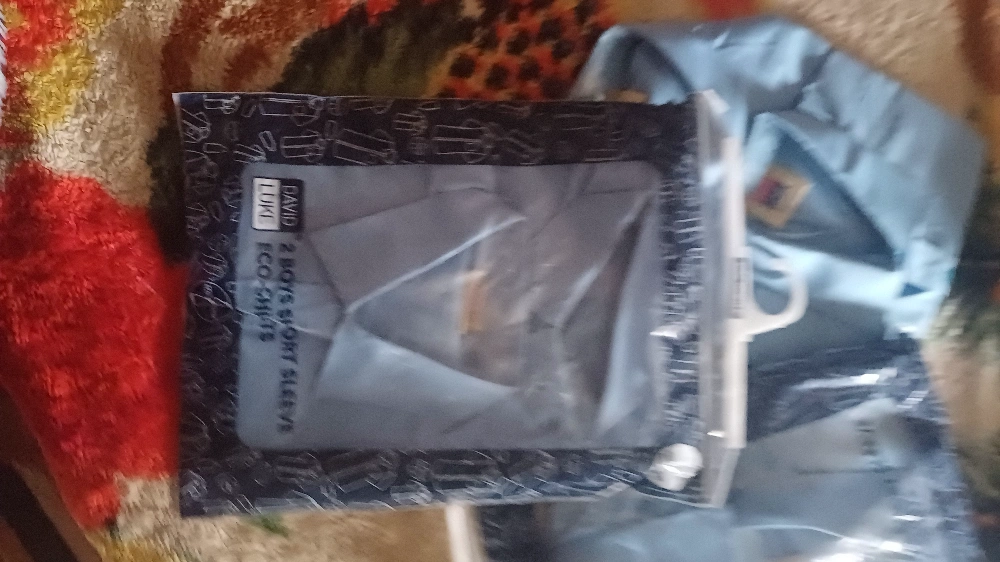 DAVID
LUKE
2 BOYS SHORT SLEEVE
ECO-SHIRTS